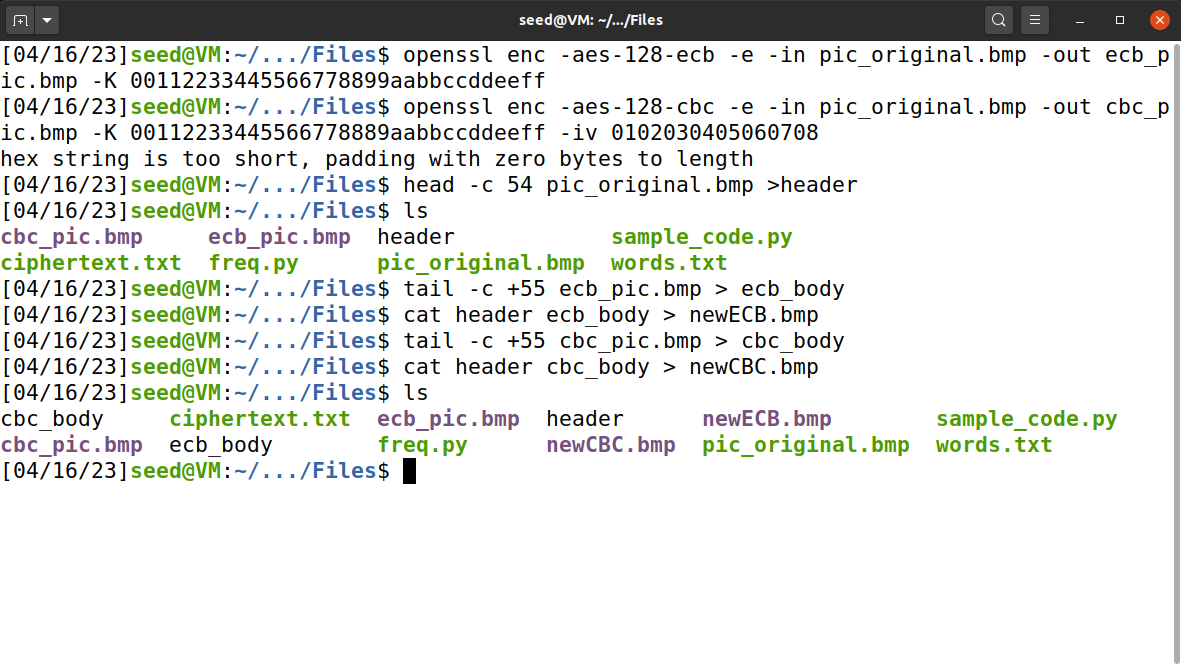 seed@VM: ~/.../Files
[04/16/23]seed@VM:~/.../Files$ openssl enc -aes-128-ecb -e -in pic_original.bmp -out ecb_p
ic.bmp -K 00112233445566778899aabbccddeeff
[04/16/23]seed@VM:~/.../Files$ openssl enc -aes-128-cbc -e -in pic_original.bmp -out cbc_p
ic.bmp -K 00112233445566778889aabbccddeeff -iv 0102030405060708
hex string is too short, padding with zero bytes to length
[04/16/23]seed@VM:~/.../Files$ head -c 54 pic_original.bmp >header
[04/16/23]seed@VM:~/.../Files$ ls
cbc_pic.bmp     ecb_pic.bmp  header            sample_code.py
ciphertext.txt  freq.py      pic_original.bmp  words.txt
[04/16/23]seed@VM:~/.../Files$ tail -c +55 ecb_pic.bmp > ecb_body
[04/16/23]seed@VM:~/.../Files$ cat header ecb_body > newECB.bmp
[04/16/23]seed@VM:~/.../Files$ tail -c +55 cbc_pic.bmp > cbc_body
[04/16/23]seed@VM:~/.../Files$ cat header cbc_body > newCBC.bmp
[04/16/23]seed@VM:~/.../Files$ ls
cbc_body     ciphertext.txt  ecb_pic.bmp  header      newECB.bmp        sample_code.py
cbc_pic.bmp  ecb_body        freq.py      newCBC.bmp  pic_original.bmp  words.txt
[04/16/23]seed@VM:~/.../Files$